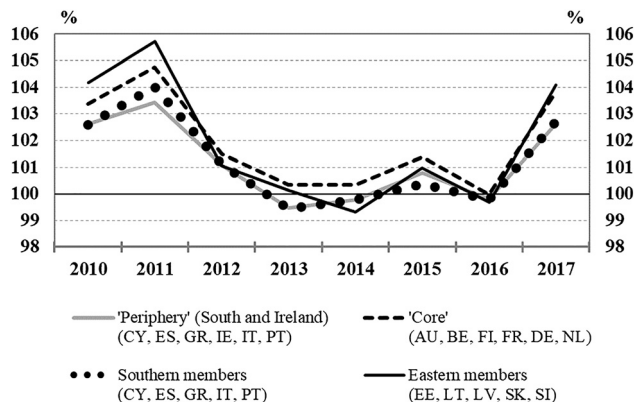 % %
106 106
105 105
104 104
103 103
102 102
101 101
100 100
99 99
98 98
2010 2011 2012 2013 2014 2015 2016 2017
'Periphery' (South and Ireland)
(CY, ES, GR, IE, IT, PT)
'Core'
(AU, BE, FI, FR, DE, NL)
Southern members
(CY, ES, GR, IT, PT)
Eastern members
(EE, LT, LV, SK, SI)